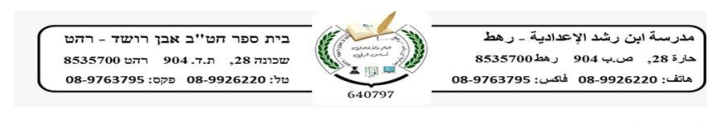 مدرسة ابن رشد الإعدادية - رهط
حارة 28, ص.ب 904 رهط 8535700
هاتف: 08-9926220 فاكس: 08-9763795
בית ספר חט''ב אבן רושד - רהט
שכונה 28, ת.ד. 904 רהט 8535700
טל: 08-9926220 פקס: 08-9763795
640797